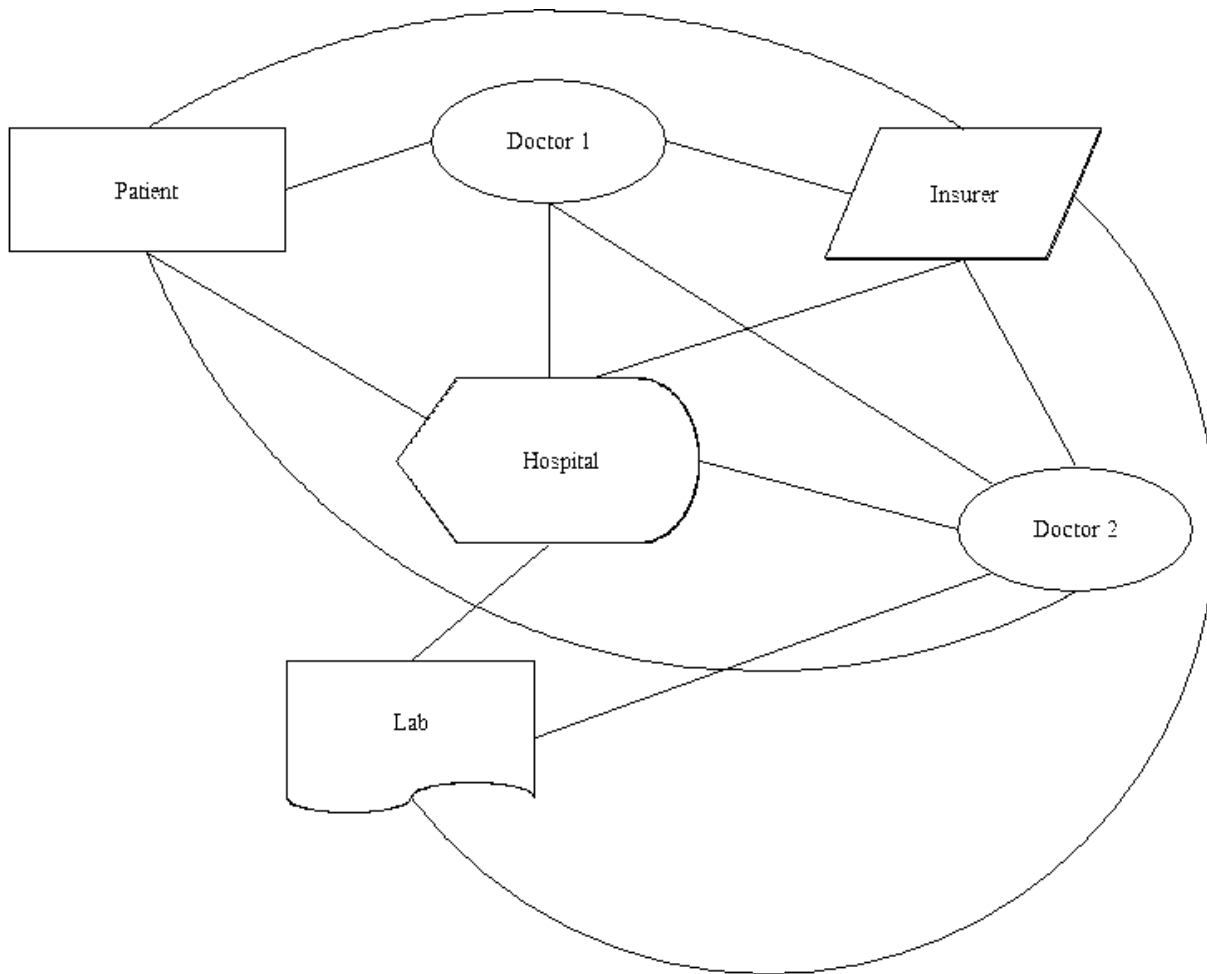 Doctor 1
Patient
Insurer
Hospital
Doctor 2
Lab